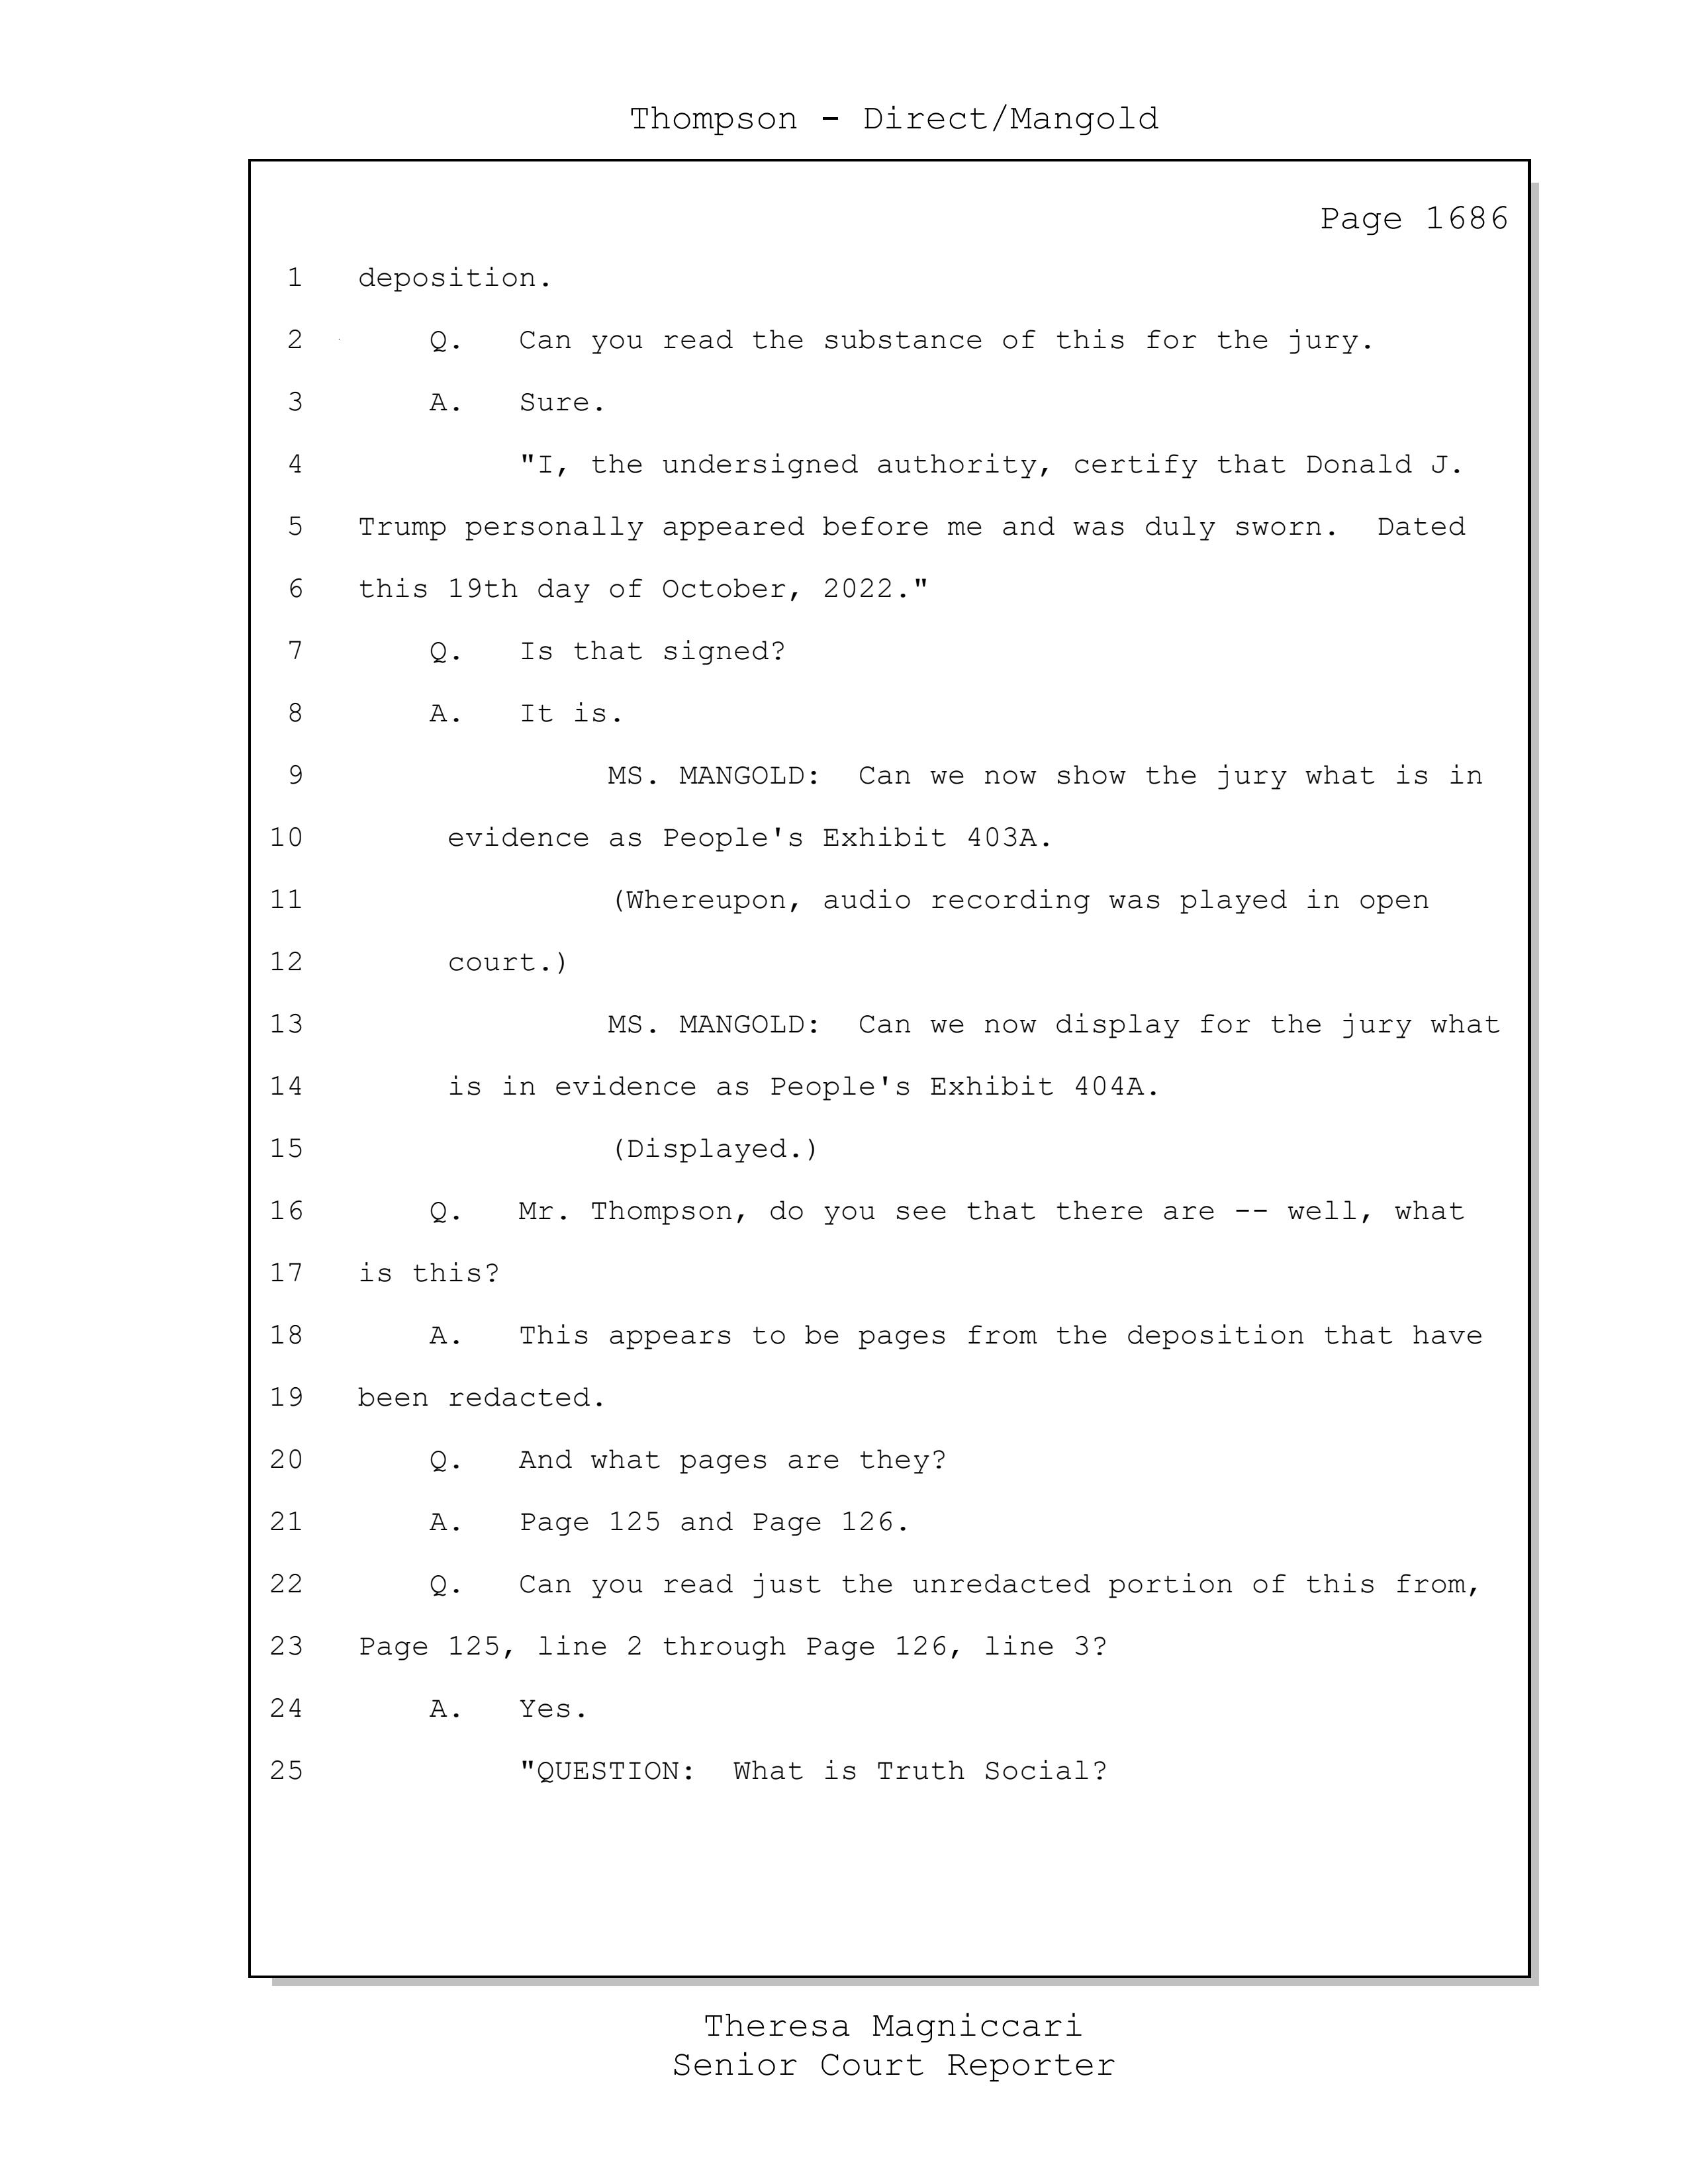 Thompson - Direct/Mangold
Page 1686
1 deposition.
2 Q. Can you read the substance of this for the jury.
3 A. Sure.
4 "I, the undersigned authority, certify that Donald J.
5 Trump personally appeared before me and was duly sworn. Dated
6 this 19th day of October, 2022."
7 Q. Is that signed?
8 A. It is.
9 MS. MANGOLD: Can we now show the jury what is in
10 evidence as People's Exhibit 403A.
11 (Whereupon, audio recording was played in open
12 court.)
13 MS. MANGOLD: Can we now display for the jury what
14 is in evidence as People's Exhibit 404A.
15 (Displayed.)
16 Q. Mr. Thompson, do you see that there are -- well, what
17 is this?
18 A. This appears to be pages from the deposition that have
19 been redacted.
20 Q. And what pages are they?
21 A. Page 125 and Page 126.
22 Q. Can you read just the unredacted portion of this from,
23 Page 125, line 2 through Page 126, line 3?
24 A. Yes.
25 "QUESTION: What is Truth Social?
Theresa Magniccari
Senior Court Reporter